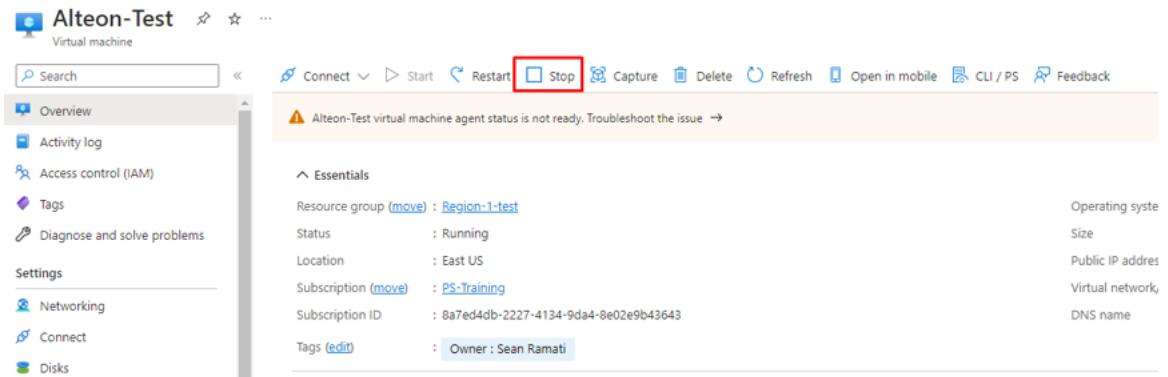 Alteon-Test
Virtual machine
Search
Connect Start Restart Stop Capture Delete Refresh Open in mobile CLI / PS Feedback
Overview
Activity log
Access control (IAM)
Tags
Diagnose and solve problems
Settings
Networking
Connect
Disks
Alteon-Test virtual machine agent status is not ready. Troubleshoot the issue →
Essentials
Resource group (move) : Region-1-test
Status : Running
Location : East US
Subscription (move) : PS-Training
Subscription ID : 8a7ed4db-2227-4134-9da4-8e02e9b43643
Tags (edit) : Owner : Sean Ramati
Operating syste
Size
Public IP addres
Virtual network,
DNS name